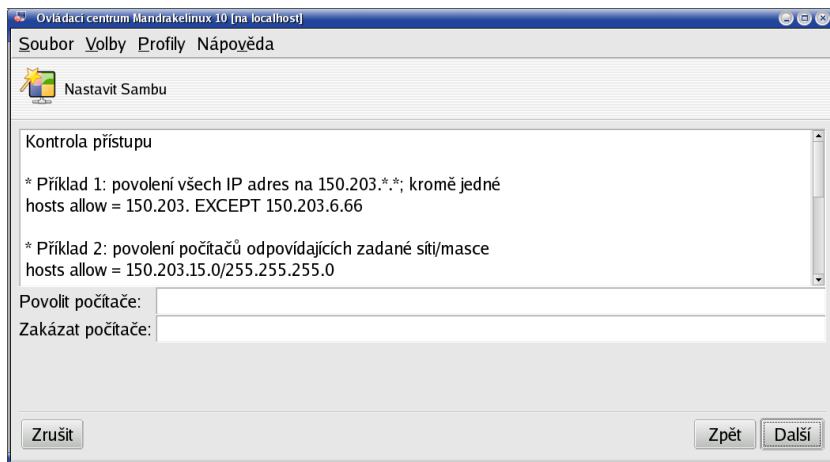 Ovládací centrum Mandrakelinux 10 [na localhost]
Soubor Volby Profily Nápověda
Nastavit Sambu
Kontrola přístupu
* Příklad 1: povolení všech IP adres na 150.203.*.*; kromě jedné
hosts allow = 150.203. EXCEPT 150.203.6.66
* Příklad 2: povolení počítačů odpovídajících zadané síti/masce
hosts allow = 150.203.15.0/255.255.255.0
Povolit počítače:
Zakázat počítače:
Zrušit Zpět Další